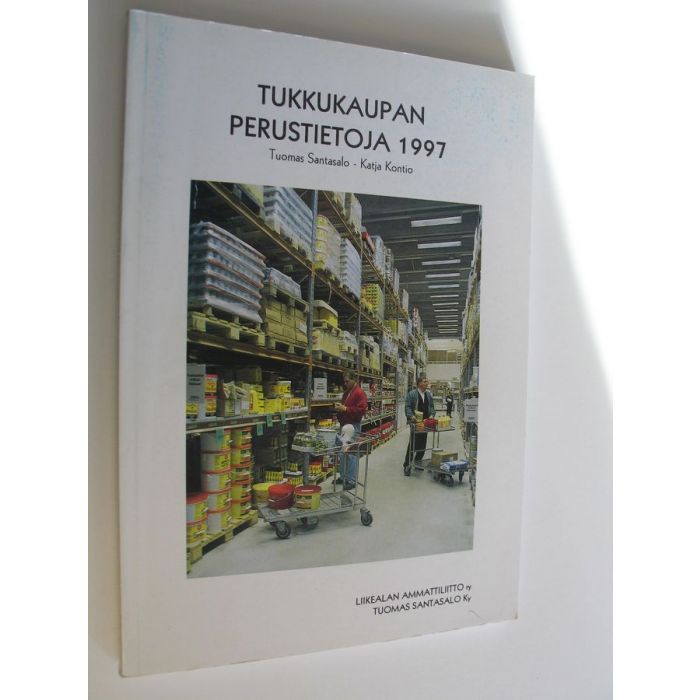 TUKKUKAUPAN
PERUSTIETOJA 1997
Tuomas Santasalo - Katja Kontio
LIIKEALAN AMMATTILIITTO ry
TUOMAS SANTASALO Ky